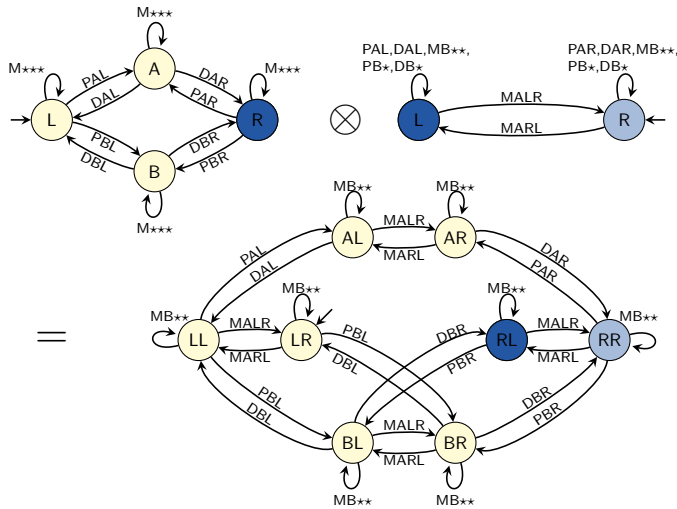 M⋆⋆⋆
M⋆⋆⋆ PAL A DAR M⋆⋆⋆
DAL PAR
L R
PBL DBR
DBL B PBR
M⋆⋆⋆
PAL,DAL,MB⋆⋆,
PB⋆,DB⋆
PAR,DAR,MB⋆⋆,
PB⋆,DB⋆
⊗
L MALR R
MARL
=
MB⋆⋆ MB⋆⋆
AL MALR AR
MARL
PAL DAR
DAL PAR
MB⋆⋆ MB⋆⋆ MB⋆⋆ MB⋆⋆
LL MALR LR PBL DBR RL MALR RR
MARL DBL PBR MARL
PBL DBR
DBL PBR
BL MALR BR
MARL
MB⋆⋆ MB⋆⋆